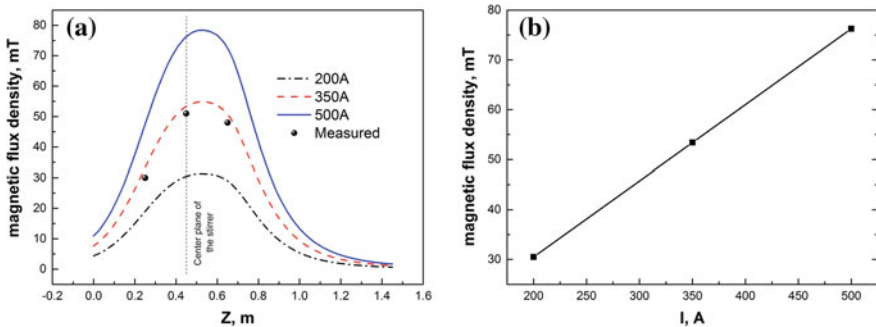 (a)
magnetic flux density, mT
80
70
60
50
40
30
20
10
0
200A
350A
500A
Measured
Center plane of
the stirrer
-0.2 0.0 0.2 0.4 0.6 0.8 1.0 1.2 1.4 1.6
Z, m
(b)
magnetic flux density, mT
80
70
60
50
40
30
200 250 300 350 400 450 500
I, A